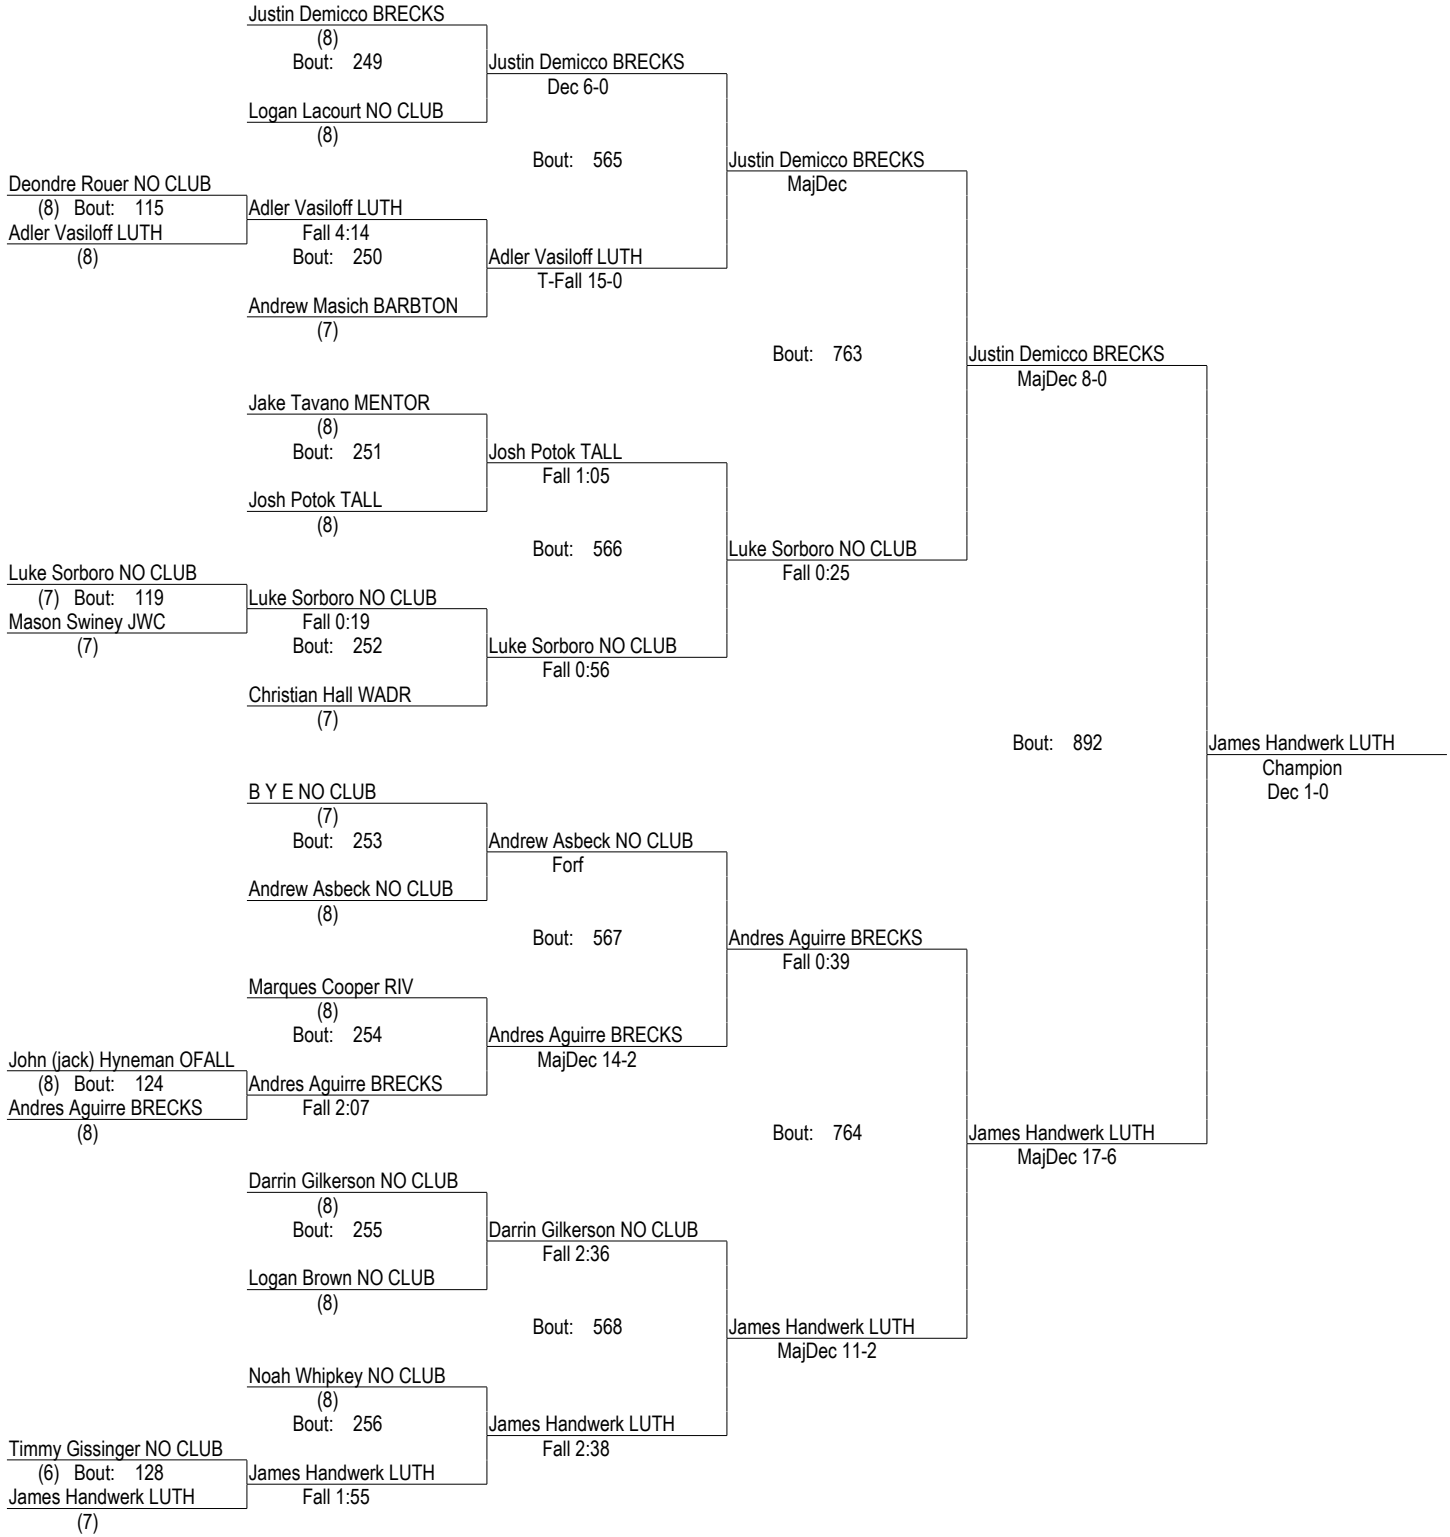 Justin Demicco BRECKS
(8)
Bout: 249
Justin Demicco BRECKS
Dec 6-0
Logan Lacourt NO CLUB
(8)
Bout: 565
Justin Demicco BRECKS
MajDec
Deondre Rouer NO CLUB
(8) Bout: 115
Adler Vasiloff LUTH
Adler Vasiloff LUTH
(8)
Fall 4:14
Bout: 250
Adler Vasiloff LUTH
T-Fall 15-0
Andrew Masich BARBTON
(7)
Bout: 763
Justin Demicco BRECKS
MajDec 8-0
Jake Tavano MENTOR
(8)
Bout: 251
Josh Potok TALL
Fall 1:05
Josh Potok TALL
(8)
Bout: 566
Luke Sorboro NO CLUB
Fall 0:25
Luke Sorboro NO CLUB
(7) Bout: 119
Luke Sorboro NO CLUB
Mason Swiney JWC
(7)
Fall 0:19
Bout: 252
Luke Sorboro NO CLUB
Fall 0:56
Christian Hall WADR
(7)
Bout: 892
James Handwerk LUTH
Champion
Dec 1-0
B Y E NO CLUB
(7)
Bout: 253
Andrew Asbeck NO CLUB
Forf
Andrew Asbeck NO CLUB
(8)
Bout: 567
Andres Aguirre BRECKS
Fall 0:39
Marques Cooper RIV
(8)
Bout: 254
Andres Aguirre BRECKS
MajDec 14-2
John (jack) Hyneman OFALL
(8) Bout: 124
Andres Aguirre BRECKS
Andres Aguirre BRECKS
(8)
Fall 2:07
Bout: 764
James Handwerk LUTH
MajDec 17-6
Darrin Gilkerson NO CLUB
(8)
Bout: 255
Darrin Gilkerson NO CLUB
Fall 2:36
Logan Brown NO CLUB
(8)
Bout: 568
James Handwerk LUTH
MajDec 11-2
Noah Whipkey NO CLUB
(8)
Bout: 256
James Handwerk LUTH
Fall 2:38
Timmy Gissinger NO CLUB
(6) Bout: 128
James Handwerk LUTH
James Handwerk LUTH
(7)
Fall 1:55